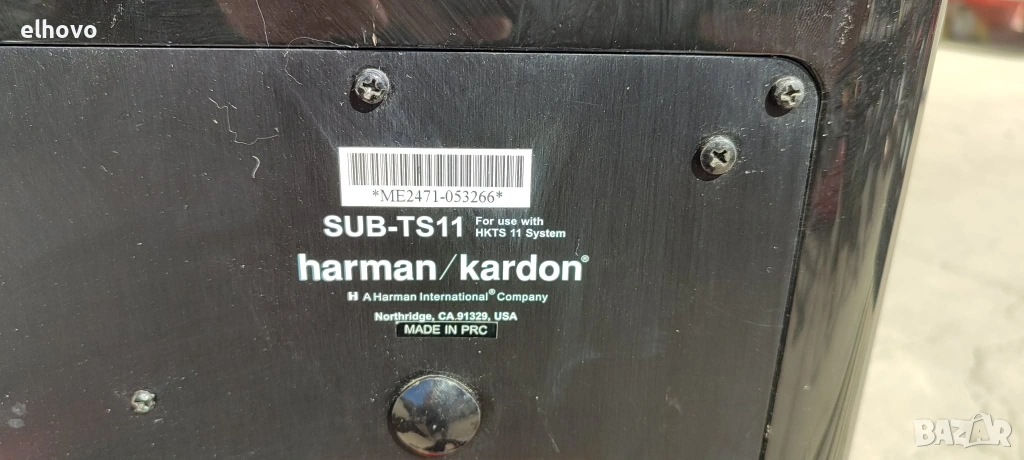 elhovo
*ME2471-053266*
SUB-TS11 For use with
HKTS 11 System
harman/kardon®
H A Harman International® Company
Northridge, CA.91329, USA
MADE IN PRC
BAZAR